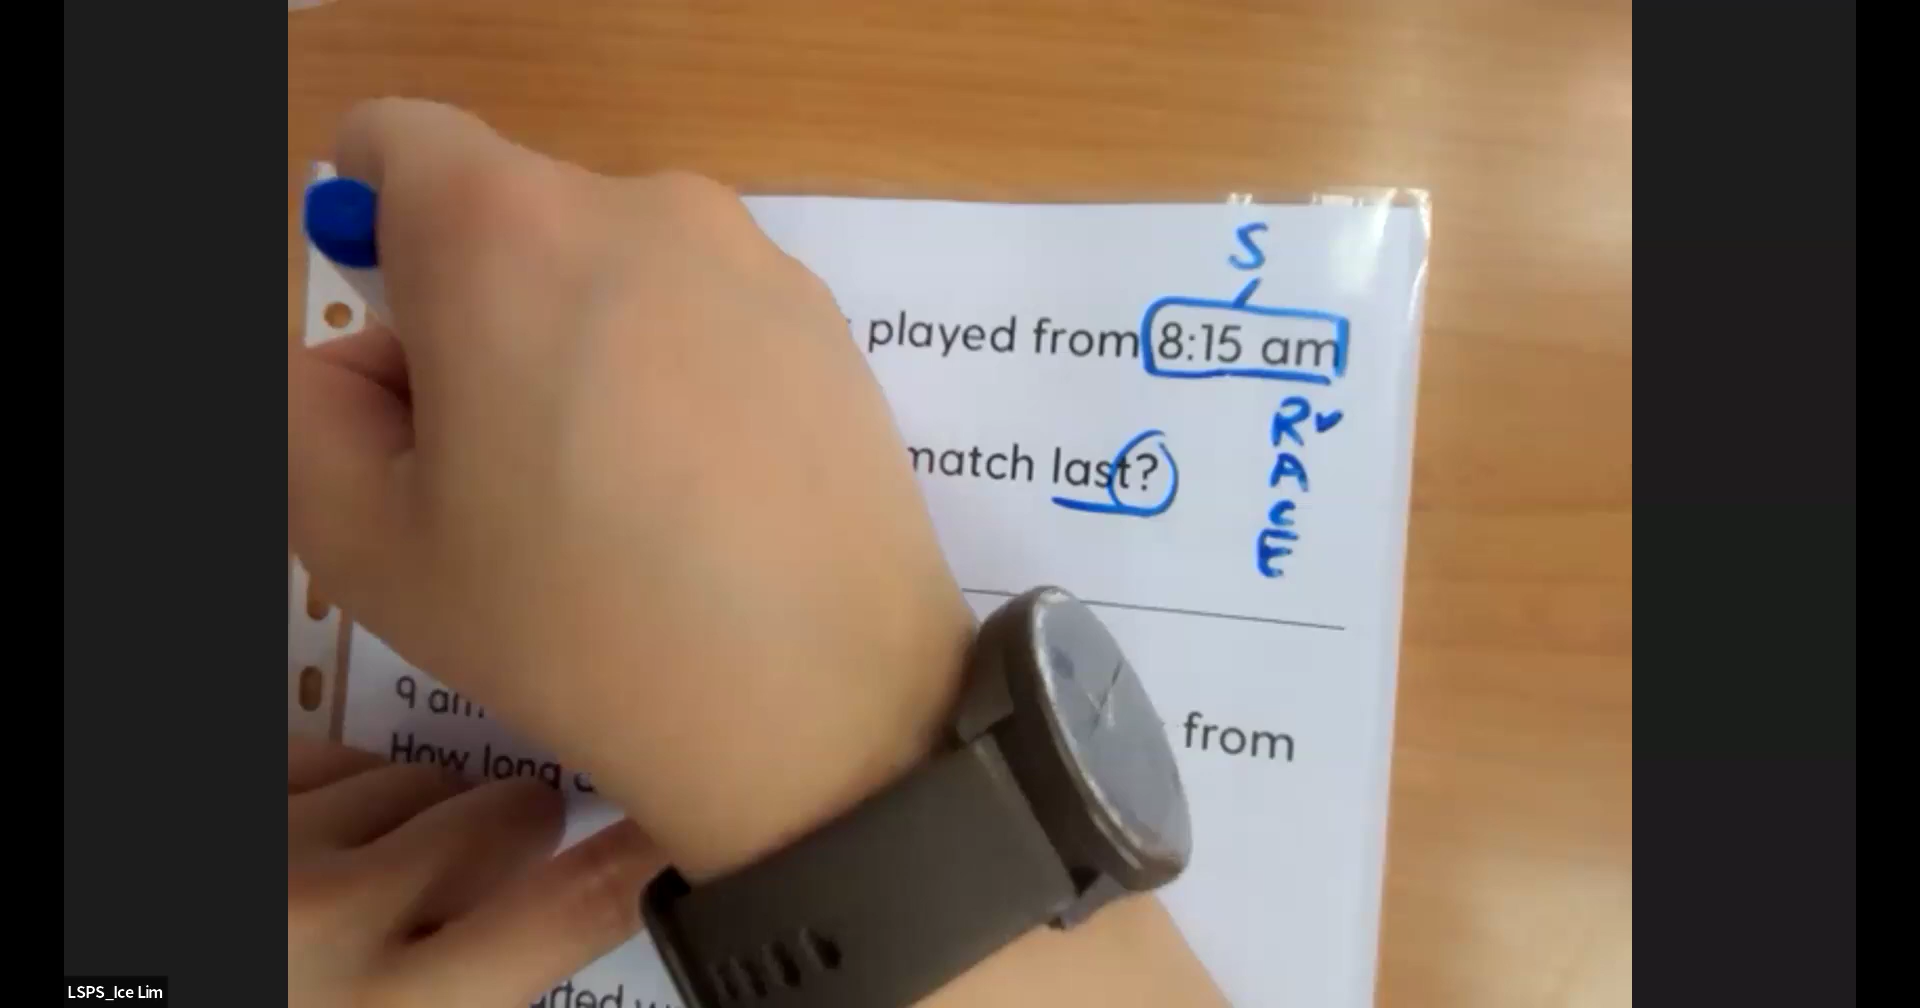 S
played from 8:15 am
R
match last?
A
C
E
9 am
from
How long
LSPS_Ice Lim